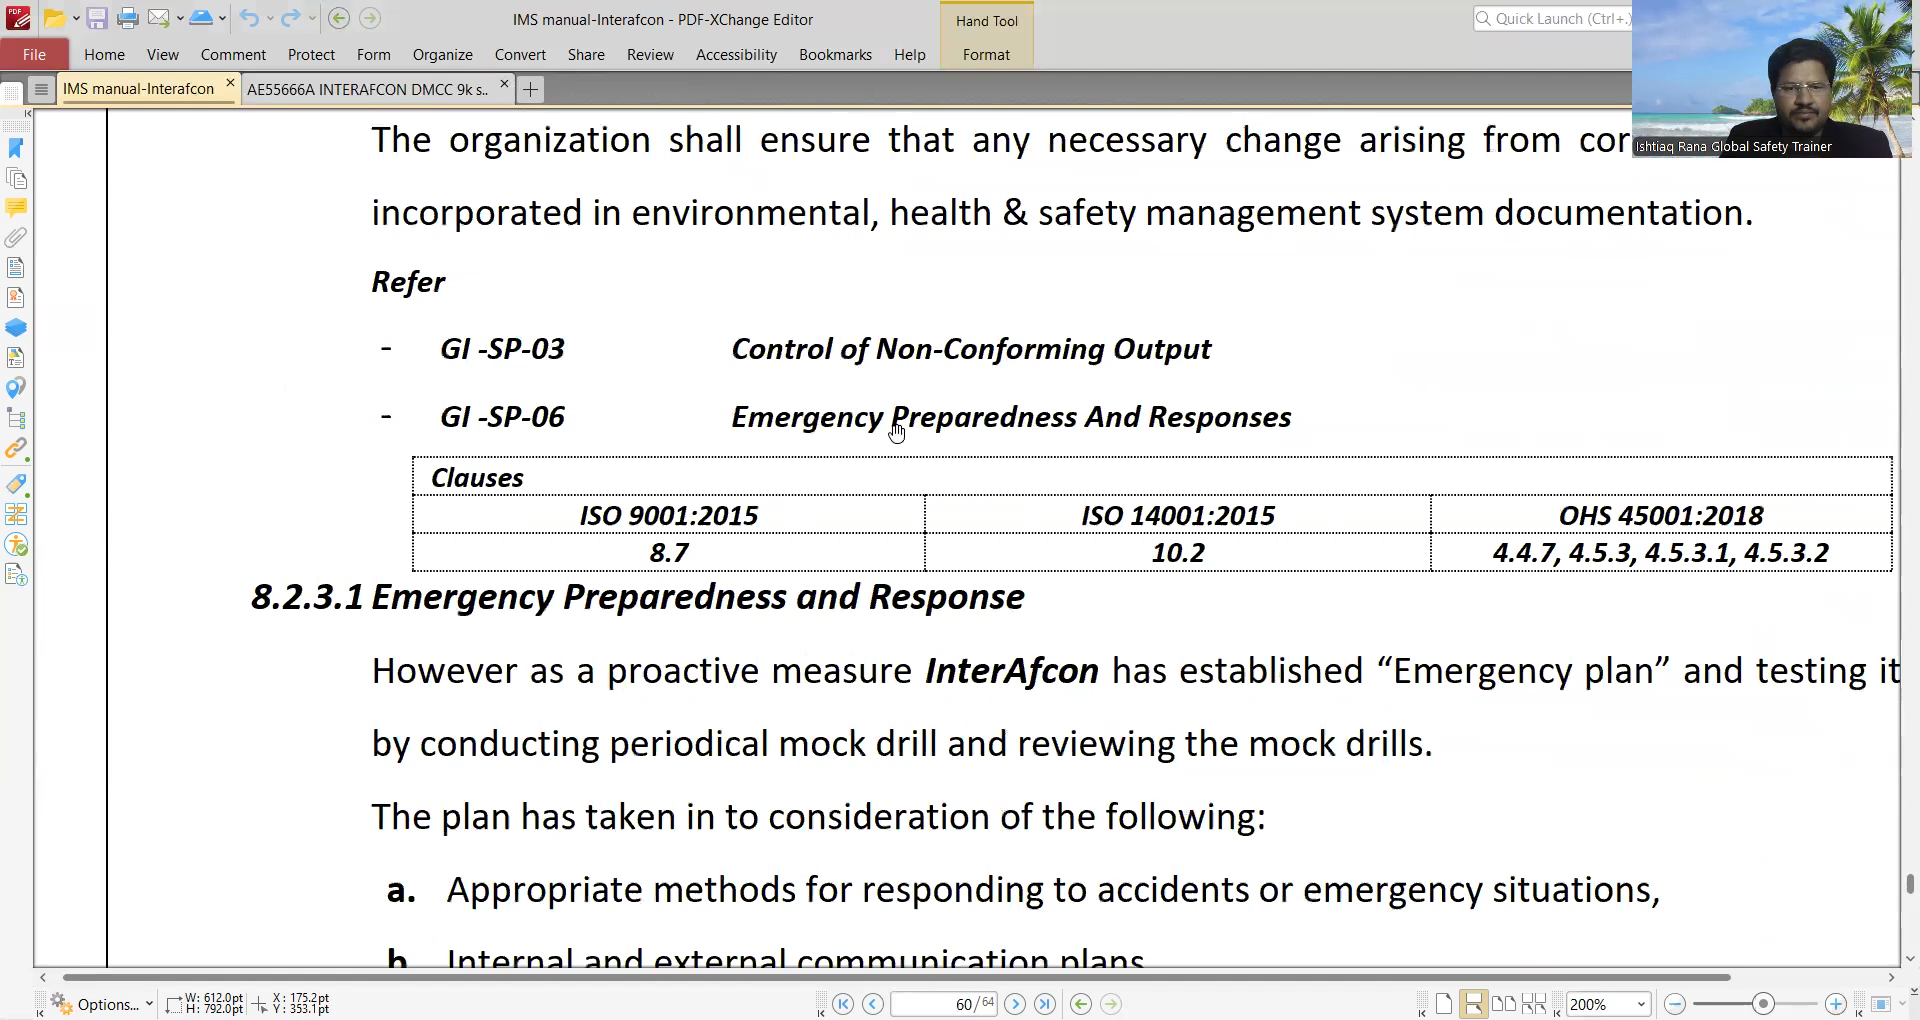 IMS manual-Interafcon - PDF-XChange Editor
Hand Tool
Quick Launch (Ctrl+.)
File Home View Comment Protect Form Organize Convert Share Review Accessibility Bookmarks Help Format
IMS manual-Interafcon
AE55666A INTERAFCON DMCC 9k s..
Ishtiaq Rana Global Safety Trainer
The organization shall ensure that any necessary change arising from cor
incorporated in environmental, health & safety management system documentation.
Refer
- GI -SP-03 Control of Non-Conforming Output
- GI -SP-06 Emergency Preparedness And Responses
Clauses
ISO 9001:2015 ISO 14001:2015 OHS 45001:2018
8.7 10.2 4.4.7, 4.5.3, 4.5.3.1, 4.5.3.2
8.2.3.1 Emergency Preparedness and Response
However as a proactive measure InterAfcon has established “Emergency plan” and testing it
by conducting periodical mock drill and reviewing the mock drills.
The plan has taken in to consideration of the following:
a. Appropriate methods for responding to accidents or emergency situations,
b Internal and external communication plans
Options...
W: 612.0pt
H: 792.0pt
X: 175.2pt
Y: 353.1pt
60 / 64
200%